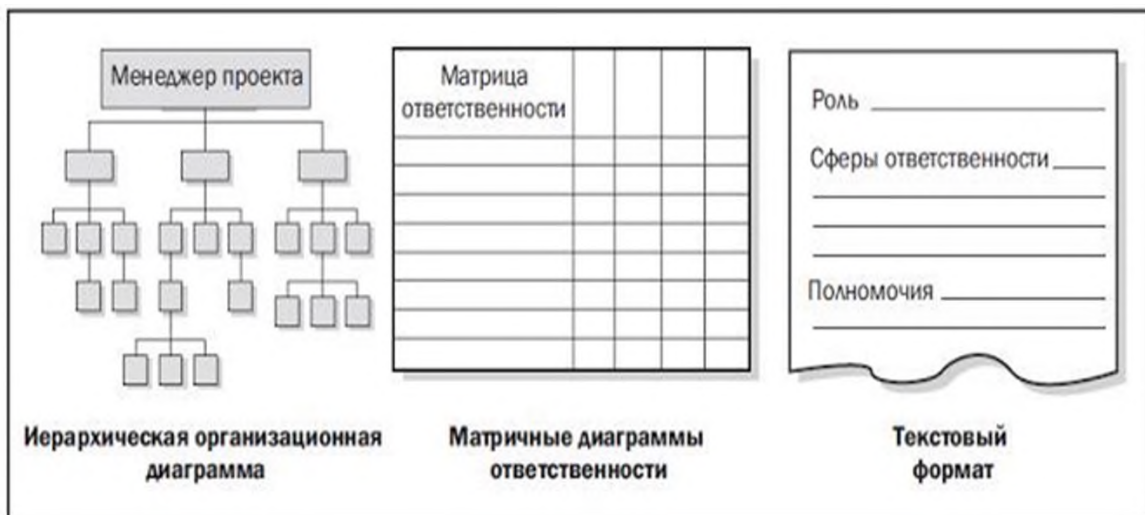 Менеджер проекта
Матрица
ответственности
Роль
Сферы ответственности
Полномочия
Иерархическая организационная
диаграмма
Матричные диаграммы
ответственности
Текстовый
формат